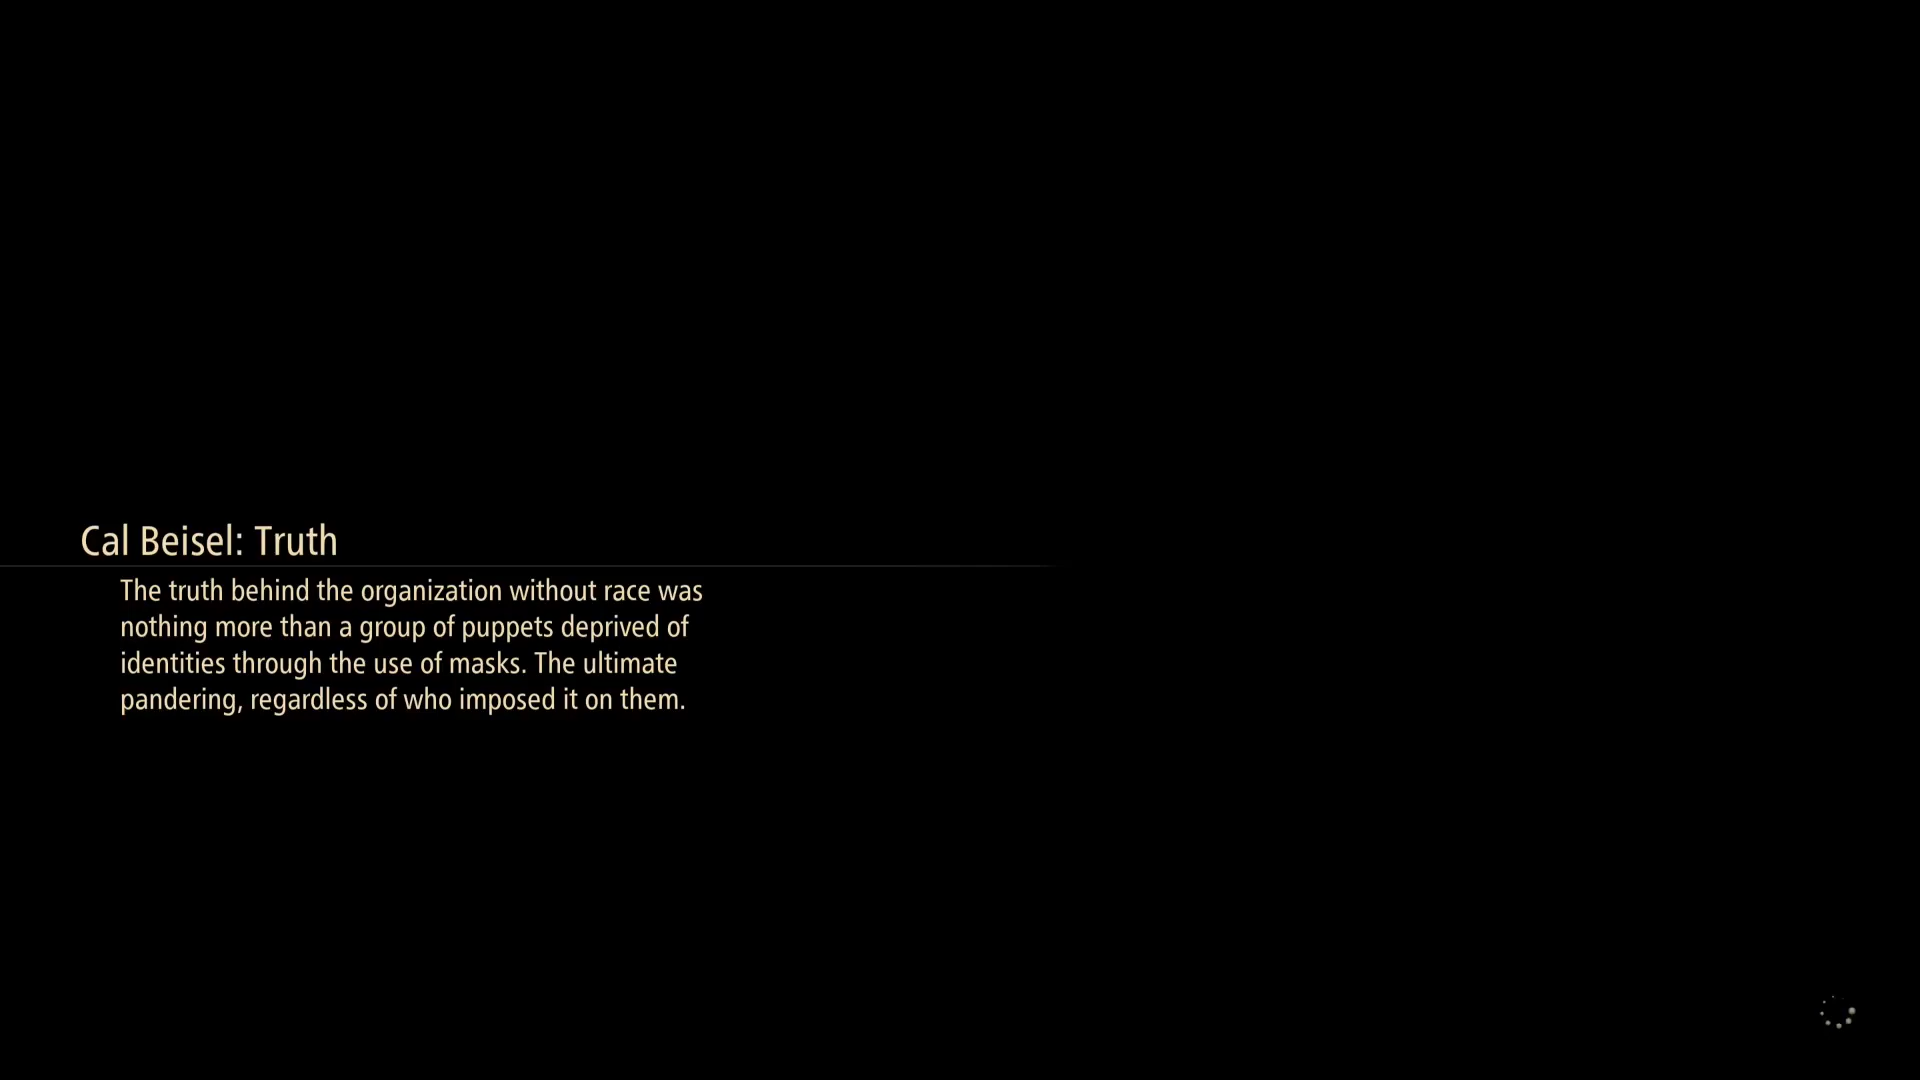 Cal Beisel: Truth
The truth behind the organization without race was
nothing more than a group of puppets deprived of
identities through the use of masks. The ultimate
pandering, regardless of who imposed it on them.